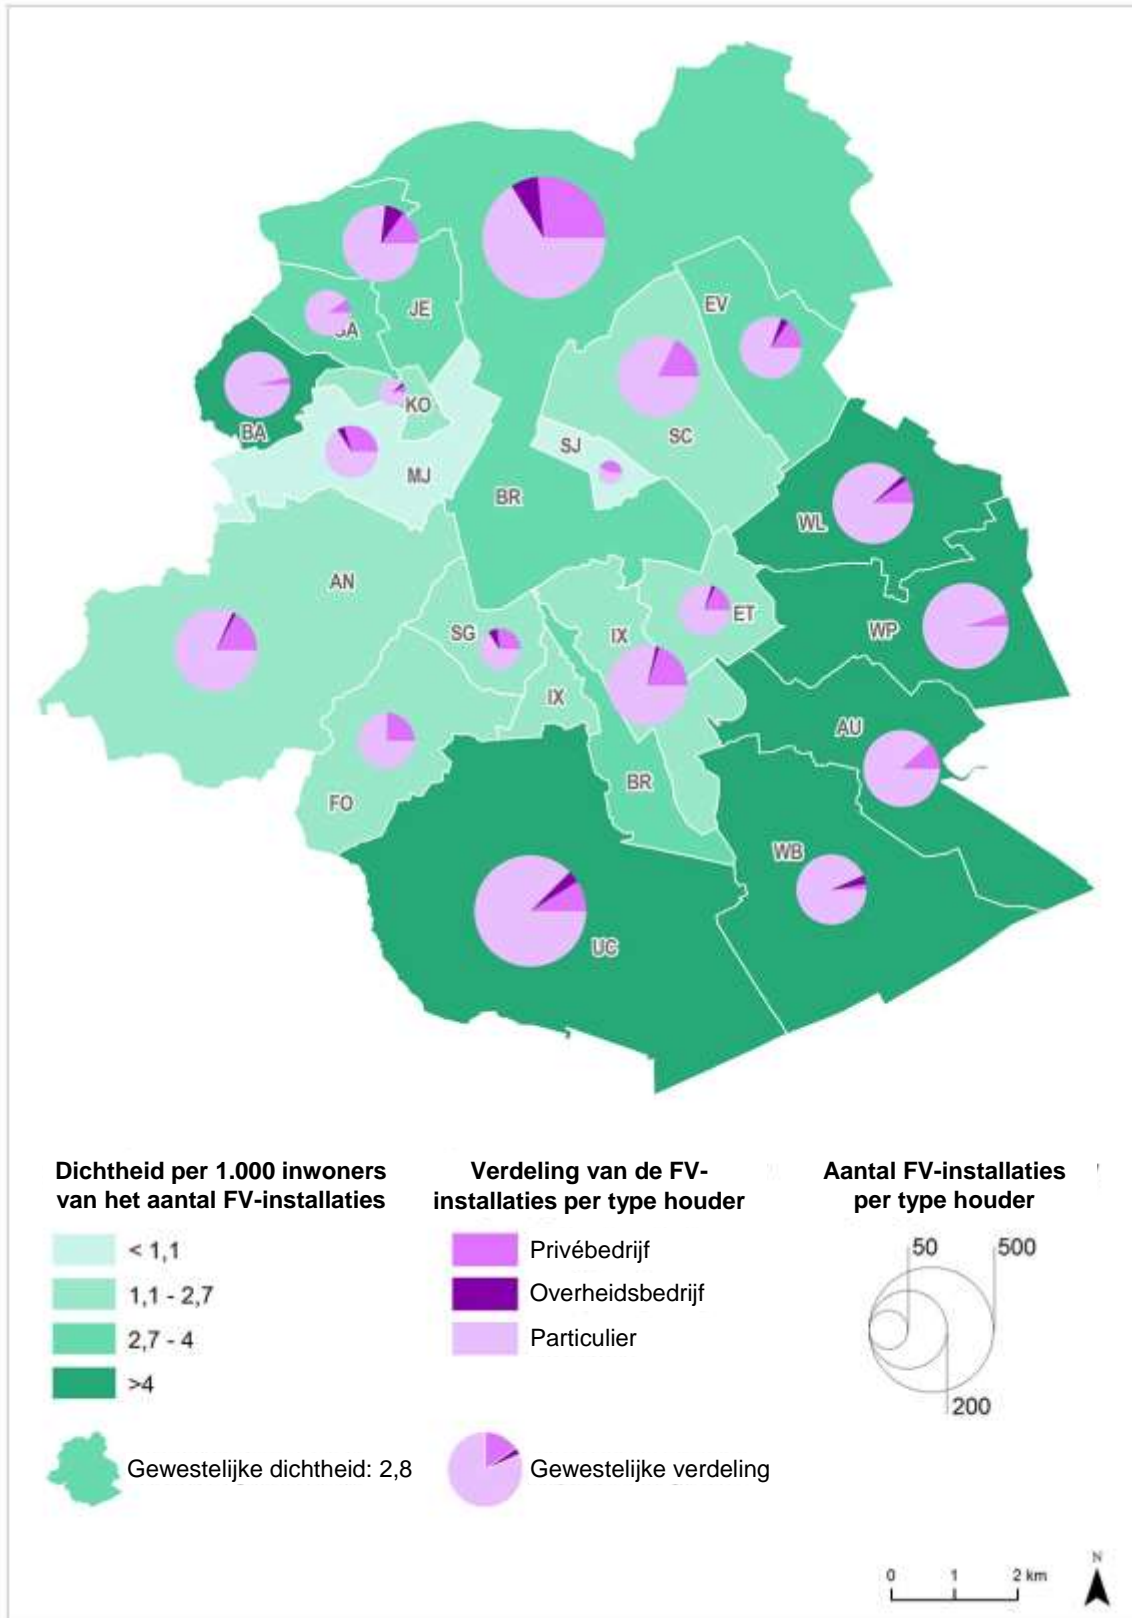 EV
JE
GA
KO
BA
SC
SJ
MJ
BR
WL
AN
ET
SG
IX
WP
IX
AU
BR
FO
WB
UC
Dichtheid per 1.000 inwoners
van het aantal FV-installaties
< 1,1
1,1 - 2,7
2,7 - 4
>4
Gewestelijke dichtheid: 2,8
Verdeling van de FV-
installaties per type houder
Privébedrijf
Overheidsbedrijf
Particulier
Gewestelijke verdeling
Aantal FV-installaties
per type houder
50
500
200
0 1 2 km
N